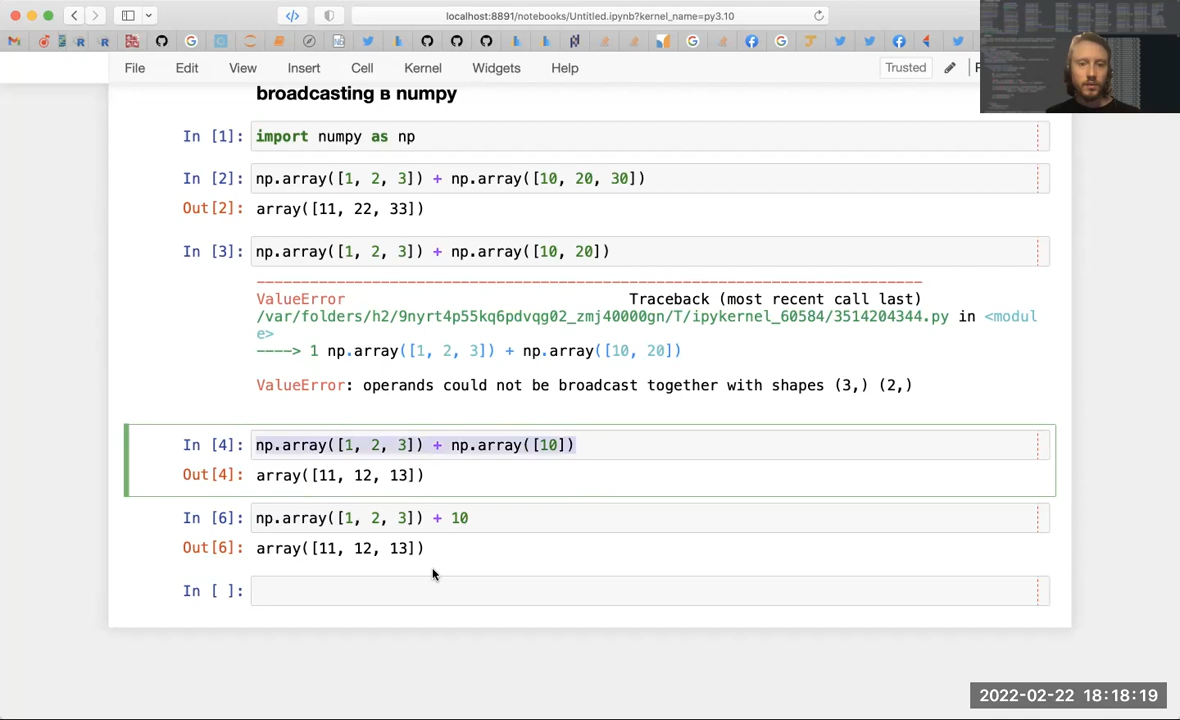 localhost:8891/notebooks/Untitled.ipynb?kernel_name=py3.10
File Edit View Insert Cell Kernel Widgets Help
Trusted
broadcasting в numpy
In [1]: import numpy as np
In [2]: np.array([1, 2, 3]) + np.array([10, 20, 30])
Out[2]: array([11, 22, 33])
In [3]: np.array([1, 2, 3]) + np.array([10, 20])
ValueError Traceback (most recent call last)
/var/folders/h2/9nyrt4p55kq6pdvqg02_zmj40000gn/T/ipykernel_60584/3514204344.py in <modul
e>
----> 1 np.array([1, 2, 3]) + np.array([10, 20])
ValueError: operands could not be broadcast together with shapes (3,) (2,)
In [4]: np.array([1, 2, 3]) + np.array([10])
Out[4]: array([11, 12, 13])
In [6]: np.array([1, 2, 3]) + 10
Out[6]: array([11, 12, 13])
In [ ]:
2022-02-22 18:18:19